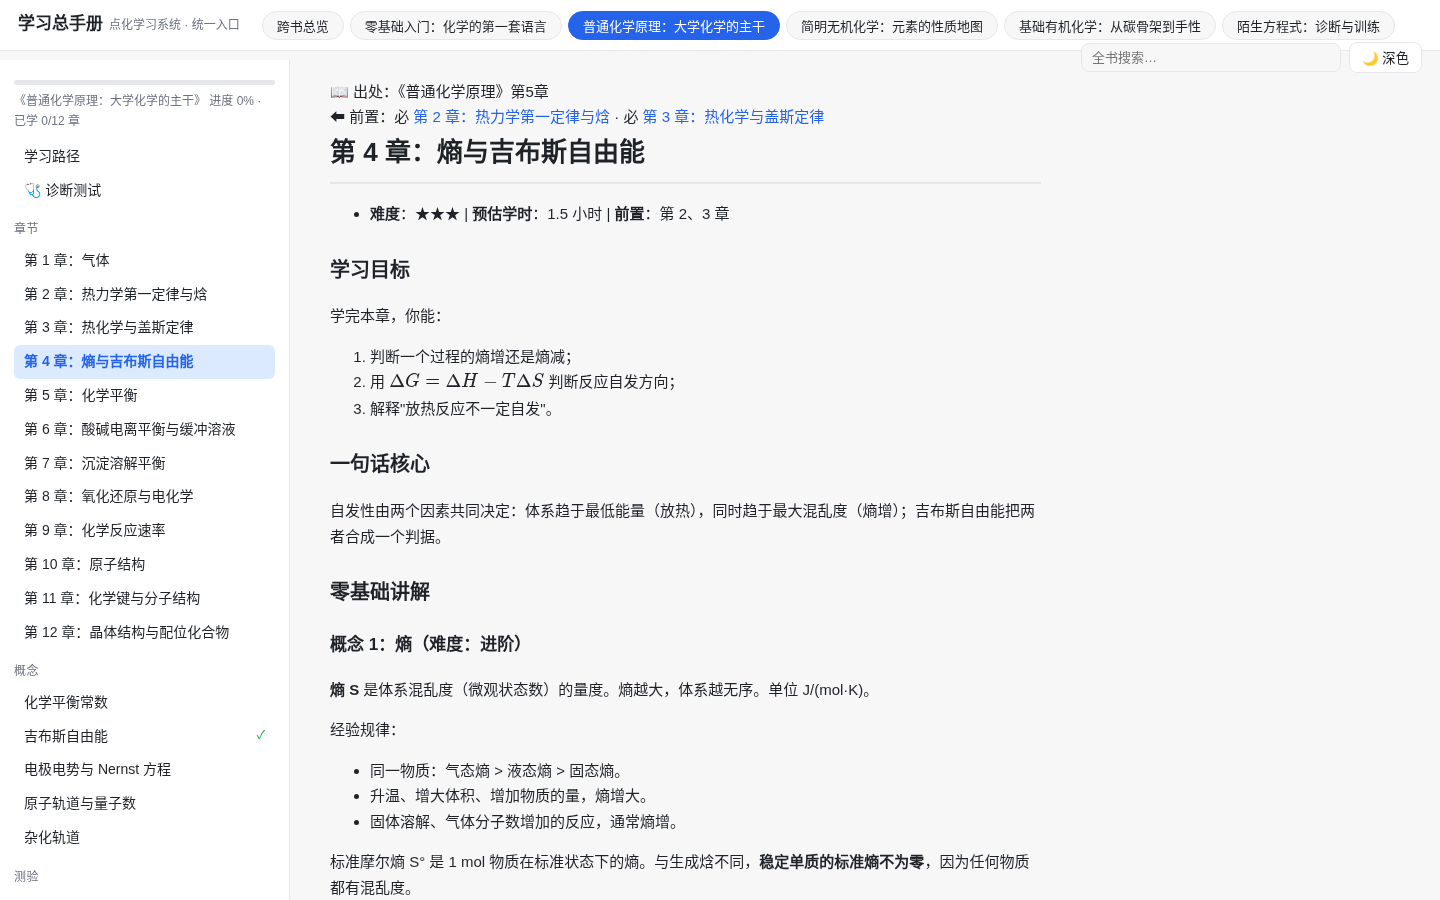 学习总手册 点化学习系统 · 统一入口 跨书总览 零基础入门：化学的第一套语言 普通化学原理：大学化学的主干 简明无机化学：元素的性质地图 基础有机化学：从碳骨架到手性 陌生方程式：诊断与训练
全书搜索… 🌙 深色
《普通化学原理：大学化学的主干》 进度 0% ·
已学 0/12 章
学习路径
🩺 诊断测试
章节
第 1 章：气体
第 2 章：热力学第一定律与焓
第 3 章：热化学与盖斯定律
第 4 章：熵与吉布斯自由能
第 5 章：化学平衡
第 6 章：酸碱电离平衡与缓冲溶液
第 7 章：沉淀溶解平衡
第 8 章：氧化还原与电化学
第 9 章：化学反应速率
第 10 章：原子结构
第 11 章：化学键与分子结构
第 12 章：晶体结构与配位化合物
概念
化学平衡常数
吉布斯自由能 ✓
电极电势与 Nernst 方程
原子轨道与量子数
杂化轨道
测验
📖 出处：《普通化学原理》第5章
⬅ 前置：必 第 2 章：热力学第一定律与焓 · 必 第 3 章：热化学与盖斯定律
第 4 章：熵与吉布斯自由能
• 难度：★★★ | 预估学时：1.5 小时 | 前置：第 2、3 章
学习目标
学完本章，你能：
1. 判断一个过程的熵增还是熵减；
2. 用 ΔG = ΔH − TΔS 判断反应自发方向；
3. 解释"放热反应不一定自发"。
一句话核心
自发性由两个因素共同决定：体系趋于最低能量（放热），同时趋于最大混乱度（熵增）；吉布斯自由能把两
者合成一个判据。
零基础讲解
概念 1：熵（难度：进阶）
熵 S 是体系混乱度（微观状态数）的量度。熵越大，体系越无序。单位 J/(mol·K)。
经验规律：
• 同一物质：气态熵 > 液态熵 > 固态熵。
• 升温、增大体积、增加物质的量，熵增大。
• 固体溶解、气体分子数增加的反应，通常熵增。
标准摩尔熵 S° 是 1 mol 物质在标准状态下的熵。与生成焓不同，稳定单质的标准熵不为零，因为任何物质
都有混乱度。